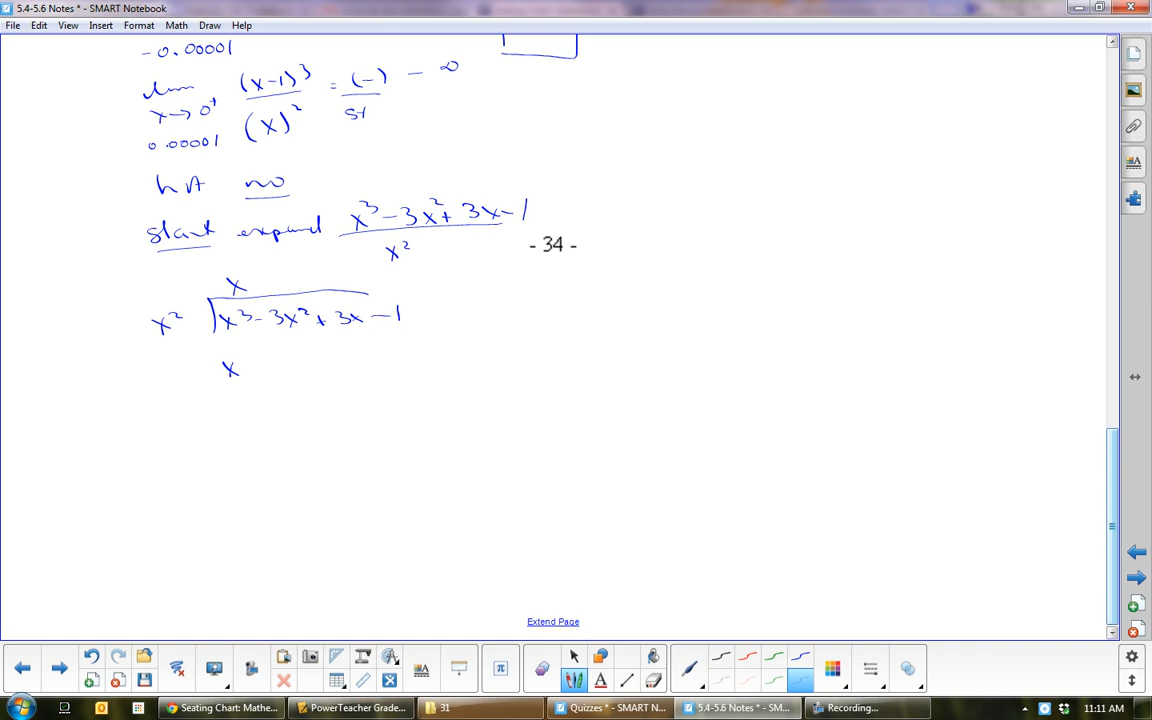 5.4-5.6 Notes * - SMART Notebook
File Edit View Insert Format Math Draw Help
-0.00001
lim (x-1)³ = (-) - ∞
x→0⁺ (x)² s+
0.00001
hA no
slant expand x³-3x²+3x-1
x²
- 34 -
x
x² x³-3x²+3x-1
x
Extend Page
Seating Chart: Mathe... PowerTeacher Grade... 31 Quizzes * - SMART N... 5.4-5.6 Notes * - SM... Recording... 11:11 AM